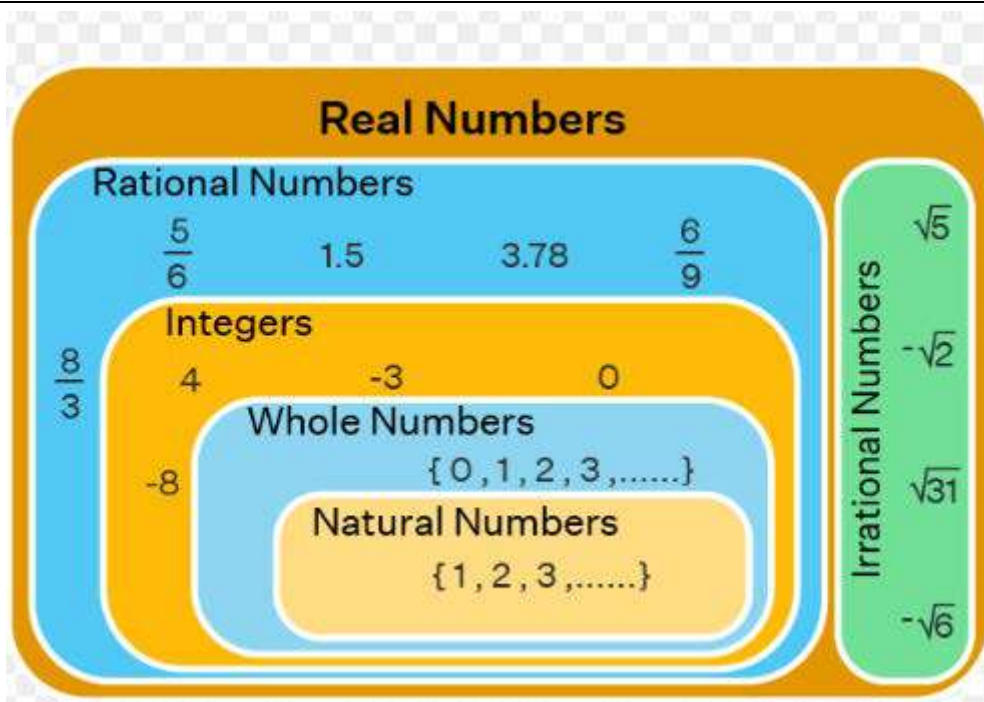 Real Numbers
Rational Numbers
5/6 1.5 3.78 6/9
8/3
Integers
4 -3 0
-8
Whole Numbers
{ 0 , 1 , 2 , 3 ,......}
Natural Numbers
{ 1 , 2 , 3 ,......}
Irrational Numbers
√5
-√2
√31
-√6